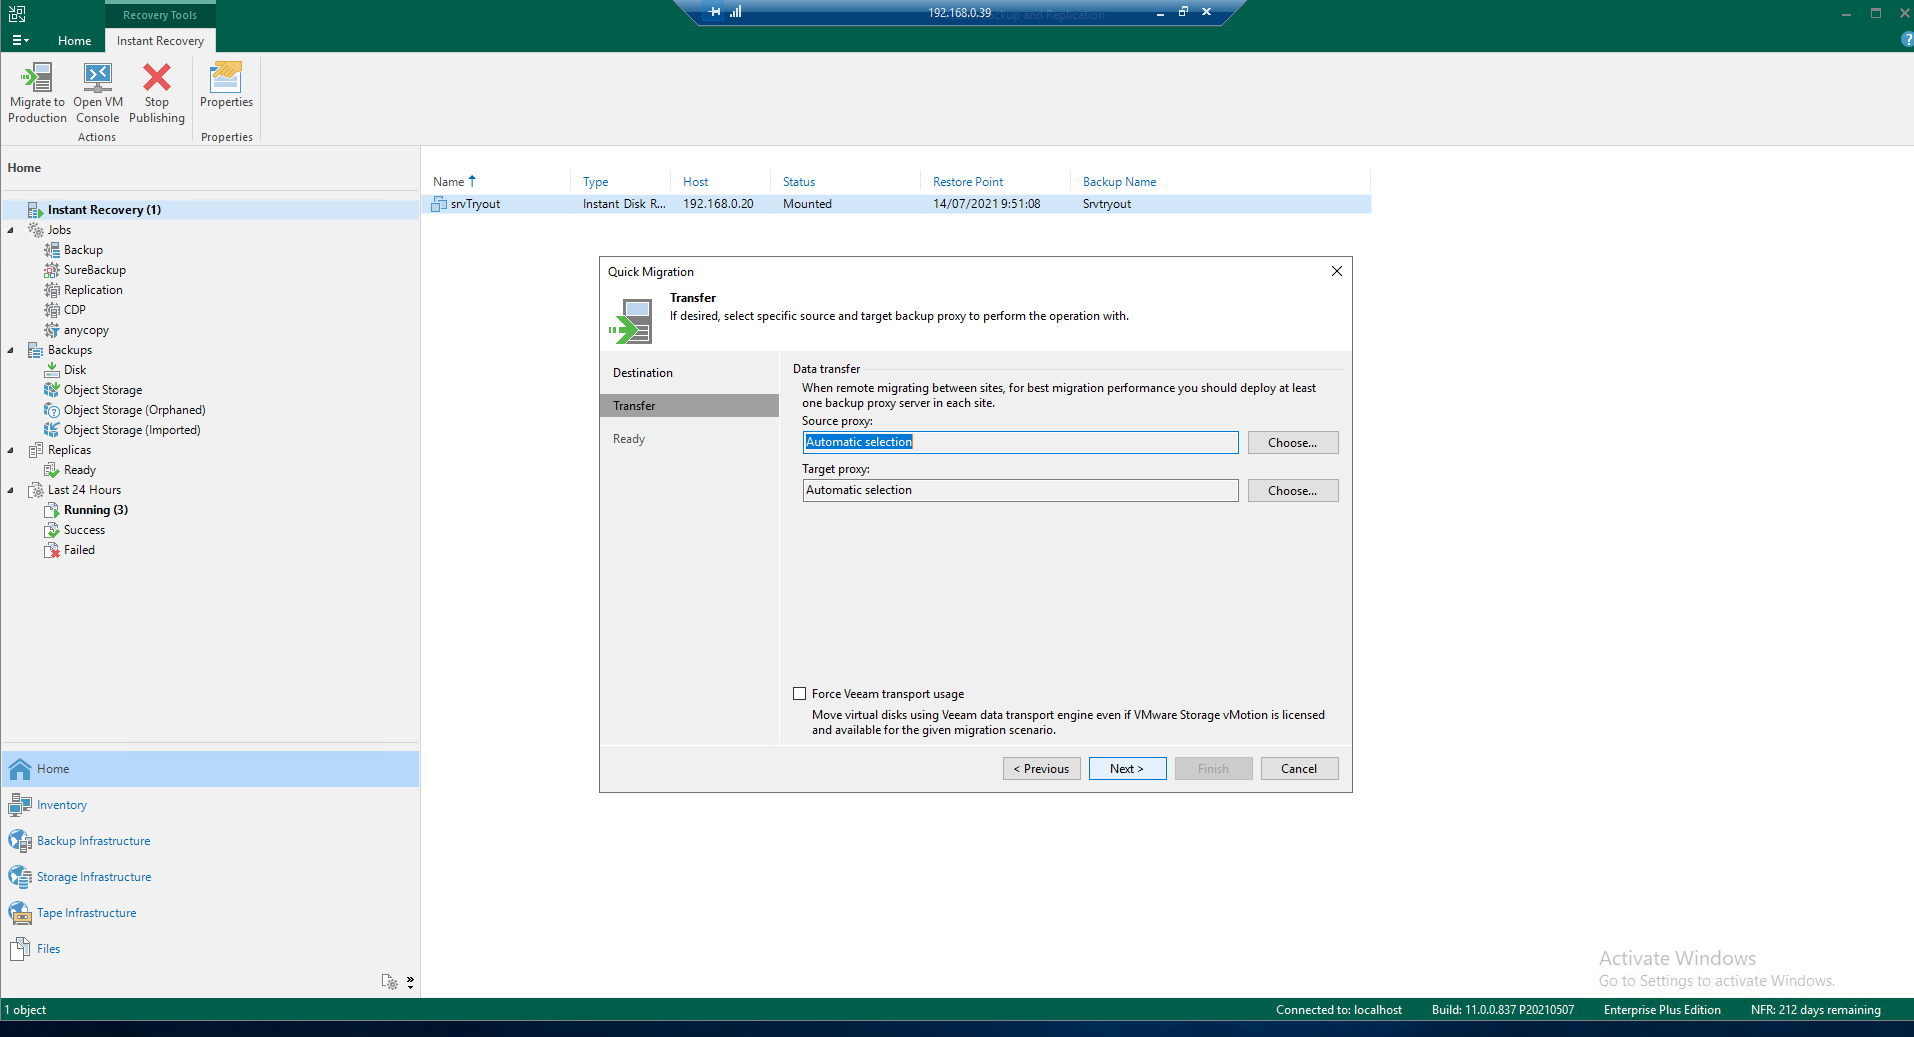 Recovery Tools
192.168.0.39
Backup and Replication
Home
Instant Recovery
Migrate to Production
Open VM Console
Stop Publishing
Properties
Actions
Properties
Home
Instant Recovery (1)
Jobs
Backup
SureBackup
Replication
CDP
anycopy
Backups
Disk
Object Storage
Object Storage (Orphaned)
Object Storage (Imported)
Replicas
Ready
Last 24 Hours
Running (3)
Success
Failed
Home
Inventory
Backup Infrastructure
Storage Infrastructure
Tape Infrastructure
Files
Name Type Host Status Restore Point Backup Name
srvTryout Instant Disk R... 192.168.0.20 Mounted 14/07/2021 9:51:08 Srvtryout
Quick Migration
Transfer
If desired, select specific source and target backup proxy to perform the operation with.
Destination
Transfer
Ready
Data transfer
When remote migrating between sites, for best migration performance you should deploy at least
one backup proxy server in each site.
Source proxy:
Automatic selection
Choose...
Target proxy:
Automatic selection
Choose...
Force Veeam transport usage
Move virtual disks using Veeam data transport engine even if VMware Storage vMotion is licensed
and available for the given migration scenario.
< Previous
Next >
Finish
Cancel
Activate Windows
Go to Settings to activate Windows.
1 object
Connected to: localhost
Build: 11.0.0.837 P20210507
Enterprise Plus Edition
NFR: 212 days remaining